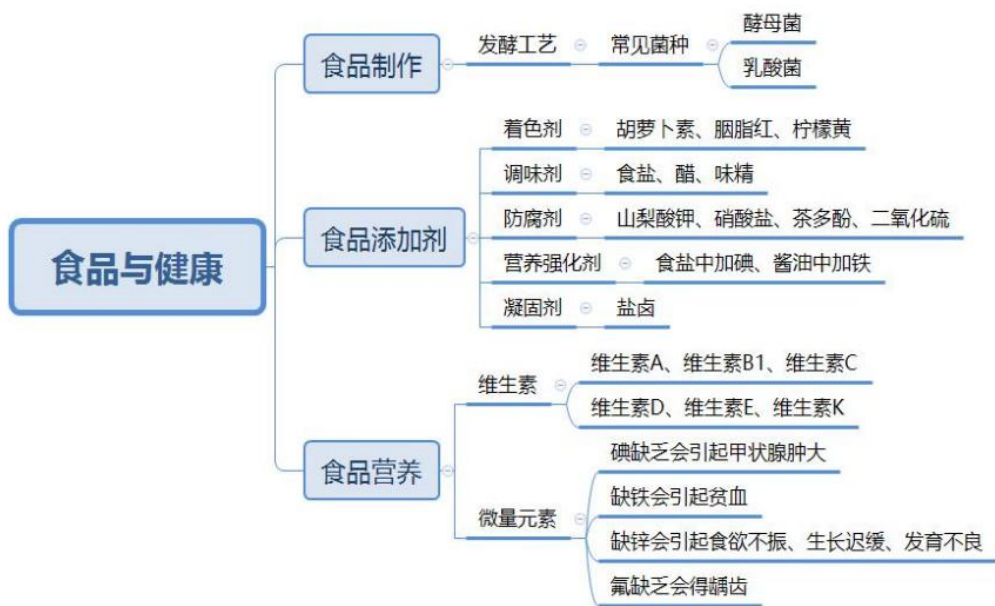 食品与健康
食品制作
发酵工艺
常见菌种
酵母菌
乳酸菌
食品添加剂
着色剂
胡萝卜素、胭脂红、柠檬黄
调味剂
食盐、醋、味精
防腐剂
山梨酸钾、硝酸盐、茶多酚、二氧化硫
营养强化剂
食盐中加碘、酱油中加铁
凝固剂
盐卤
食品营养
维生素
维生素A、维生素B1、维生素C
维生素D、维生素E、维生素K
微量元素
碘缺乏会引起甲状腺肿大
缺铁会引起贫血
缺锌会引起食欲不振、生长迟缓、发育不良
氟缺乏会得龋齿